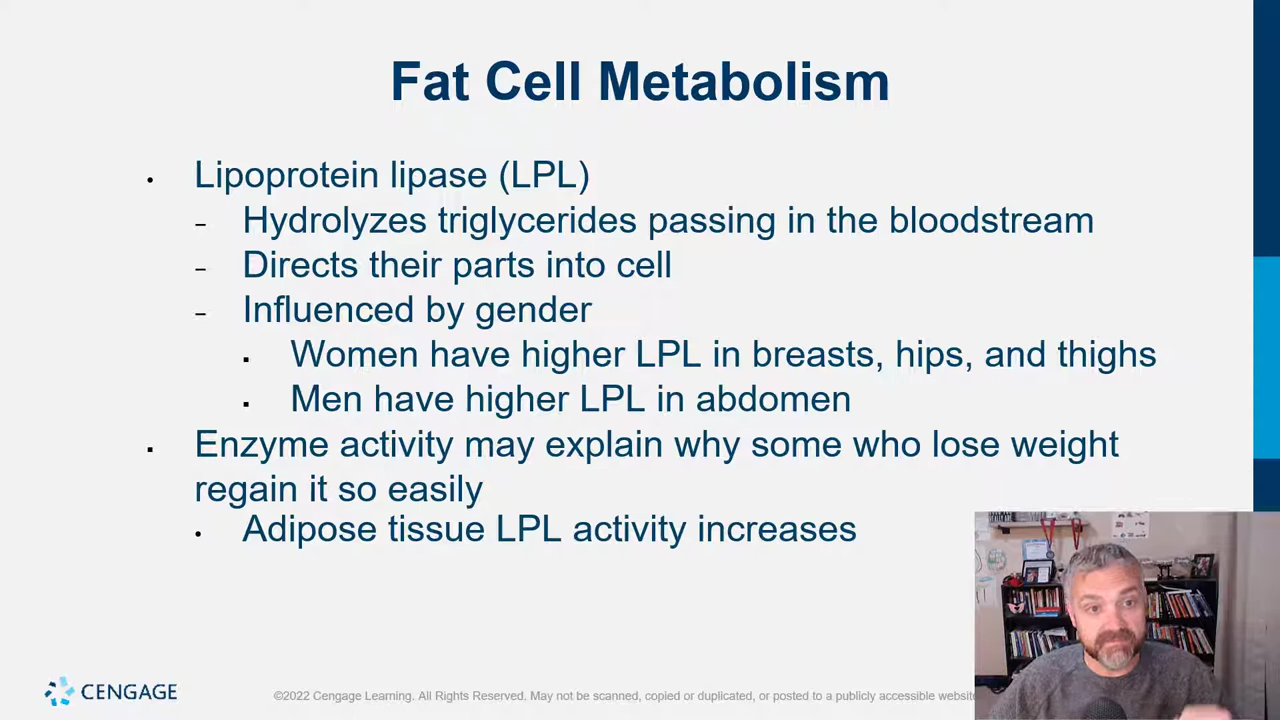 Fat Cell Metabolism
• Lipoprotein lipase (LPL)
– Hydrolyzes triglycerides passing in the bloodstream
– Directs their parts into cell
– Influenced by gender
▪ Women have higher LPL in breasts, hips, and thighs
▪ Men have higher LPL in abdomen
▪ Enzyme activity may explain why some who lose weight
regain it so easily
• Adipose tissue LPL activity increases
CENGAGE
©2022 Cengage Learning. All Rights Reserved. May not be scanned, copied or duplicated, or posted to a publicly accessible website